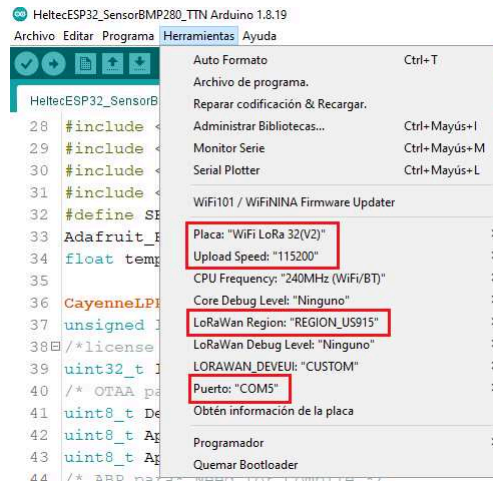 HeltecESP32_SensorBMP280_TTN Arduino 1.8.19
Archivo Editar Programa Herramientas Ayuda
HeltecESP32_SensorB
Auto Formato Ctrl+T
Archivo de programa.
Reparar codificación & Recargar.
Administrar Bibliotecas... Ctrl+Mayús+I
Monitor Serie Ctrl+Mayús+M
Serial Plotter Ctrl+Mayús+L
WiFi101 / WiFiNINA Firmware Updater
Placa: "WiFi LoRa 32(V2)"
Upload Speed: "115200"
CPU Frequency: "240MHz (WiFi/BT)"
Core Debug Level: "Ninguno"
LoRaWan Region: "REGION_US915"
LoRaWan Debug Level: "Ninguno"
LORAWAN_DEVEUI: "CUSTOM"
Puerto: "COM5"
Obtén información de la placa
Programador
Quemar Bootloader
28 #include <
29 #include <
30 #include <
31 #include <
32 #define SE
33 Adafruit_B
34 float temp
35
36 CayenneLPP
37 unsigned l
38 /*license
39 uint32_t l
40 /* OTAA pa
41 uint8_t De
42 uint8_t Ap
43 uint8_t Ap
44 /* ABP para